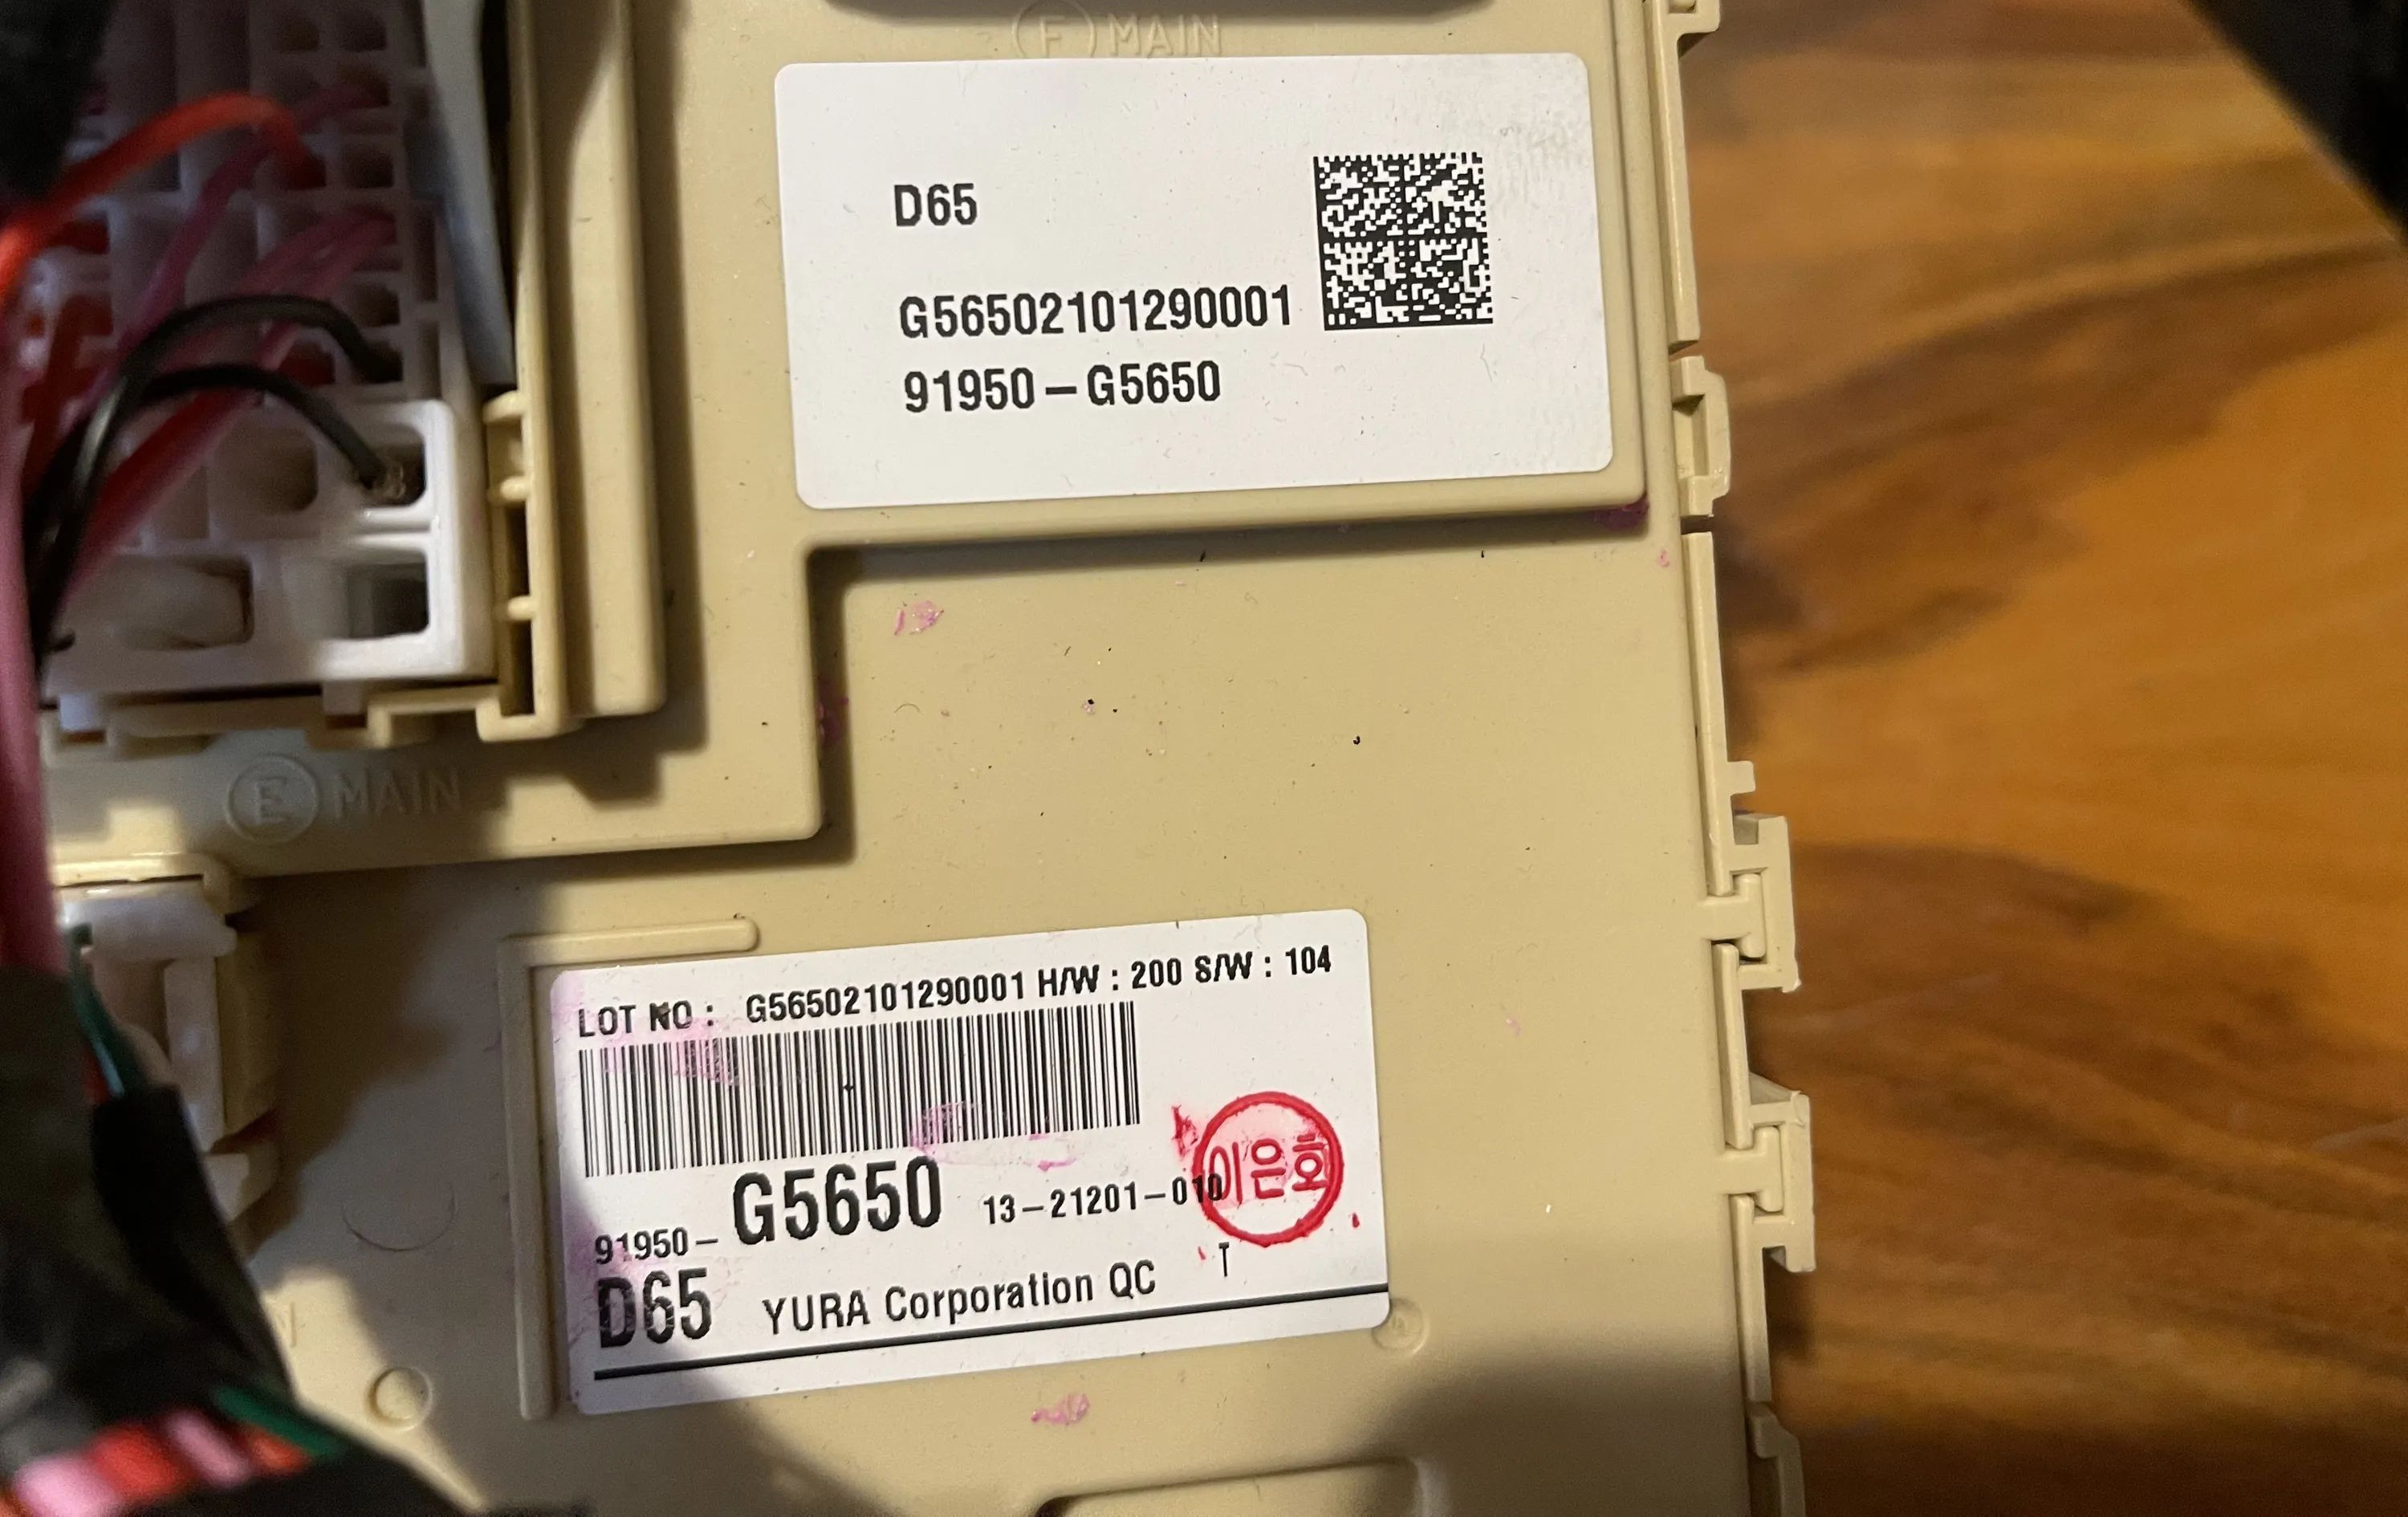 F MAIN
D65
G56502101290001
91950-G5650
E MAIN
LOT NO : G56502101290001 H/W : 200 S/W : 104
91950- G5650 13-21201-010
이은호
T
D65 YURA Corporation QC